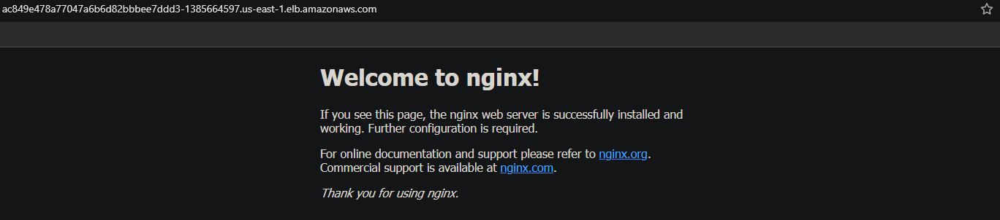 ac849e478a77047a6b6d82bbbee7ddd3-1385664597.us-east-1.elb.amazonaws.com
Welcome to nginx!
If you see this page, the nginx web server is successfully installed and
working. Further configuration is required.
For online documentation and support please refer to nginx.org.
Commercial support is available at nginx.com.
Thank you for using nginx.